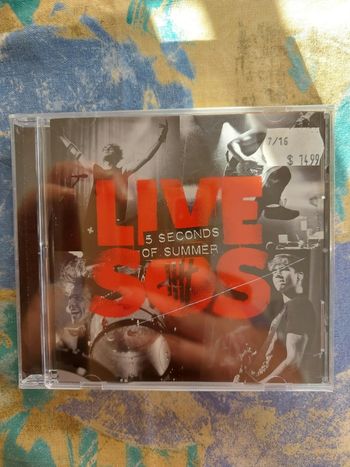 7/16
$ 14.99
LIVE
5 SECONDS
OF SUMMER
SOS